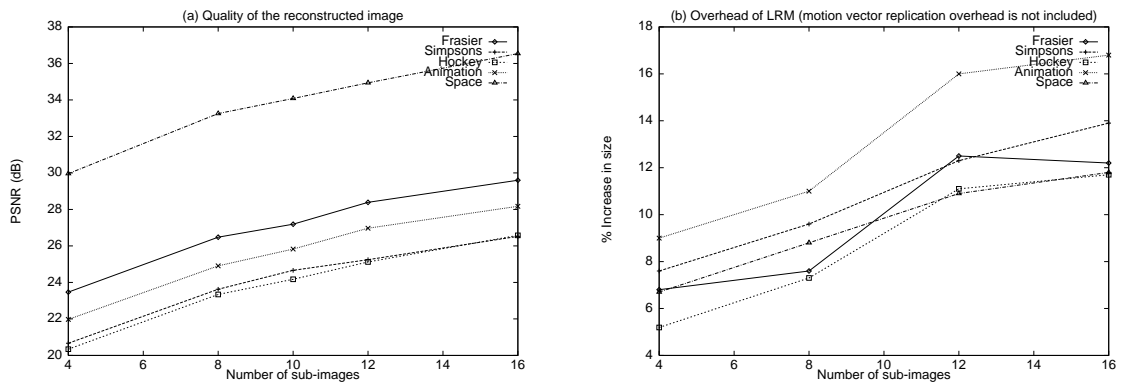 (a) Quality of the reconstructed image
38
36
34
32
30
28
26
24
22
20
PSNR (dB)
4
6
8
10
12
14
16
Number of sub-images
Frasier
Simpsons
Hockey
Animation
Space
(b) Overhead of LRM (motion vector replication overhead is not included)
18
16
14
12
10
8
6
4
% Increase in size
4
6
8
10
12
14
16
Number of sub-images
Frasier
Simpsons
Hockey
Animation
Space